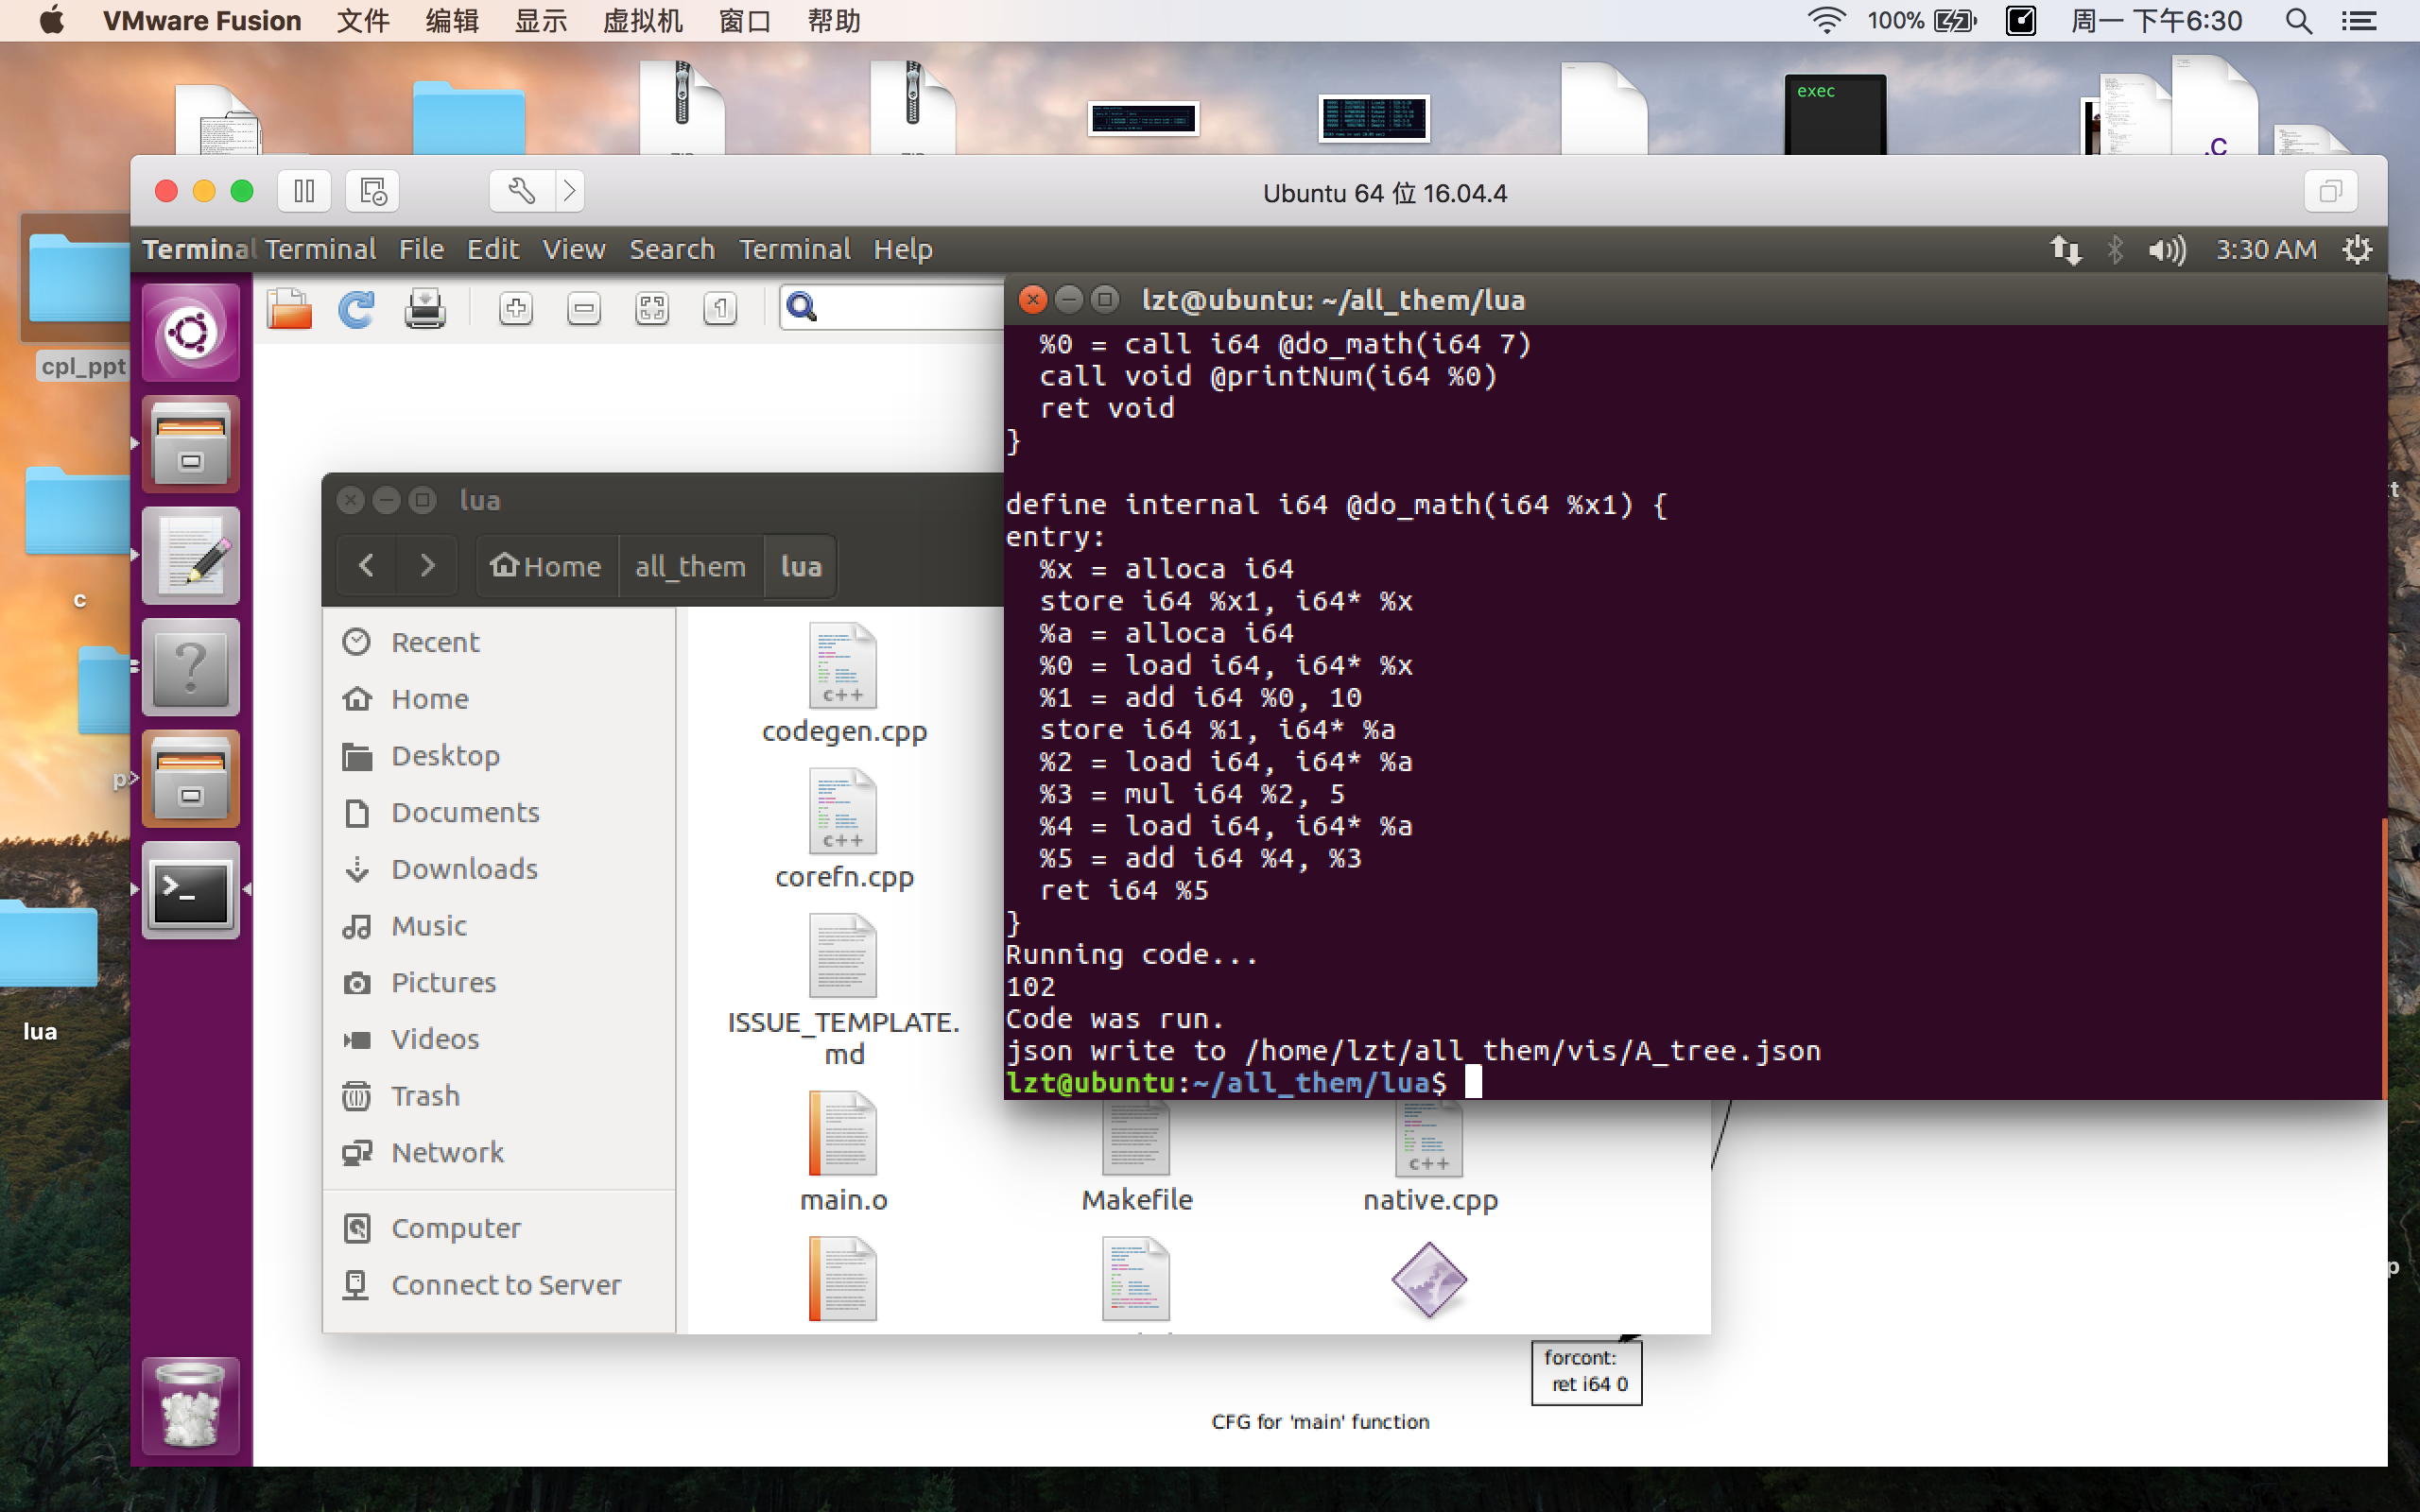 VMware Fusion 文件 编辑 显示 虚拟机 窗口 帮助 100% 周一 下午6:30
exec
.C
Ubuntu 64 位 16.04.4
Terminal Terminal File Edit View Search Terminal Help 3:30 AM
cpl_ppt
c
lua
lzt@ubuntu: ~/all_them/lua
%0 = call i64 @do_math(i64 7)
call void @printNum(i64 %0)
ret void
}
define internal i64 @do_math(i64 %x1) {
entry:
%x = alloca i64
store i64 %x1, i64* %x
%a = alloca i64
%0 = load i64, i64* %x
%1 = add i64 %0, 10
store i64 %1, i64* %a
%2 = load i64, i64* %a
%3 = mul i64 %2, 5
%4 = load i64, i64* %a
%5 = add i64 %4, %3
ret i64 %5
}
Running code...
102
Code was run.
json write to /home/lzt/all_them/vis/A_tree.json
lzt@ubuntu:~/all_them/lua$
lua
Home all_them lua
Recent
Home
Desktop
Documents
Downloads
Music
Pictures
Videos
Trash
Network
Computer
Connect to Server
c++
codegen.cpp
c++
corefn.cpp
ISSUE_TEMPLATE.
md
main.o
Makefile
c++
native.cpp
forcont:
ret i64 0
CFG for 'main' function